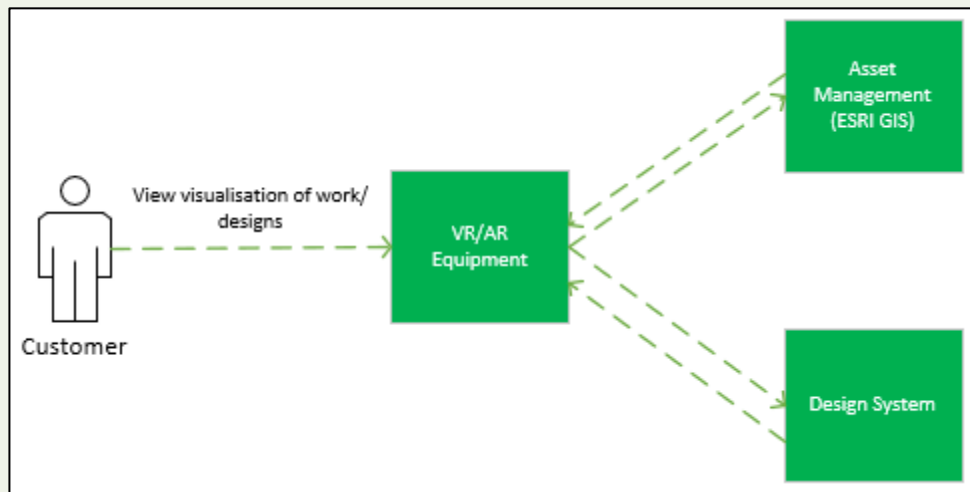 View visualisation of work/
designs
Customer
VR/AR
Equipment
Asset
Management
(ESRI GIS)
Design System